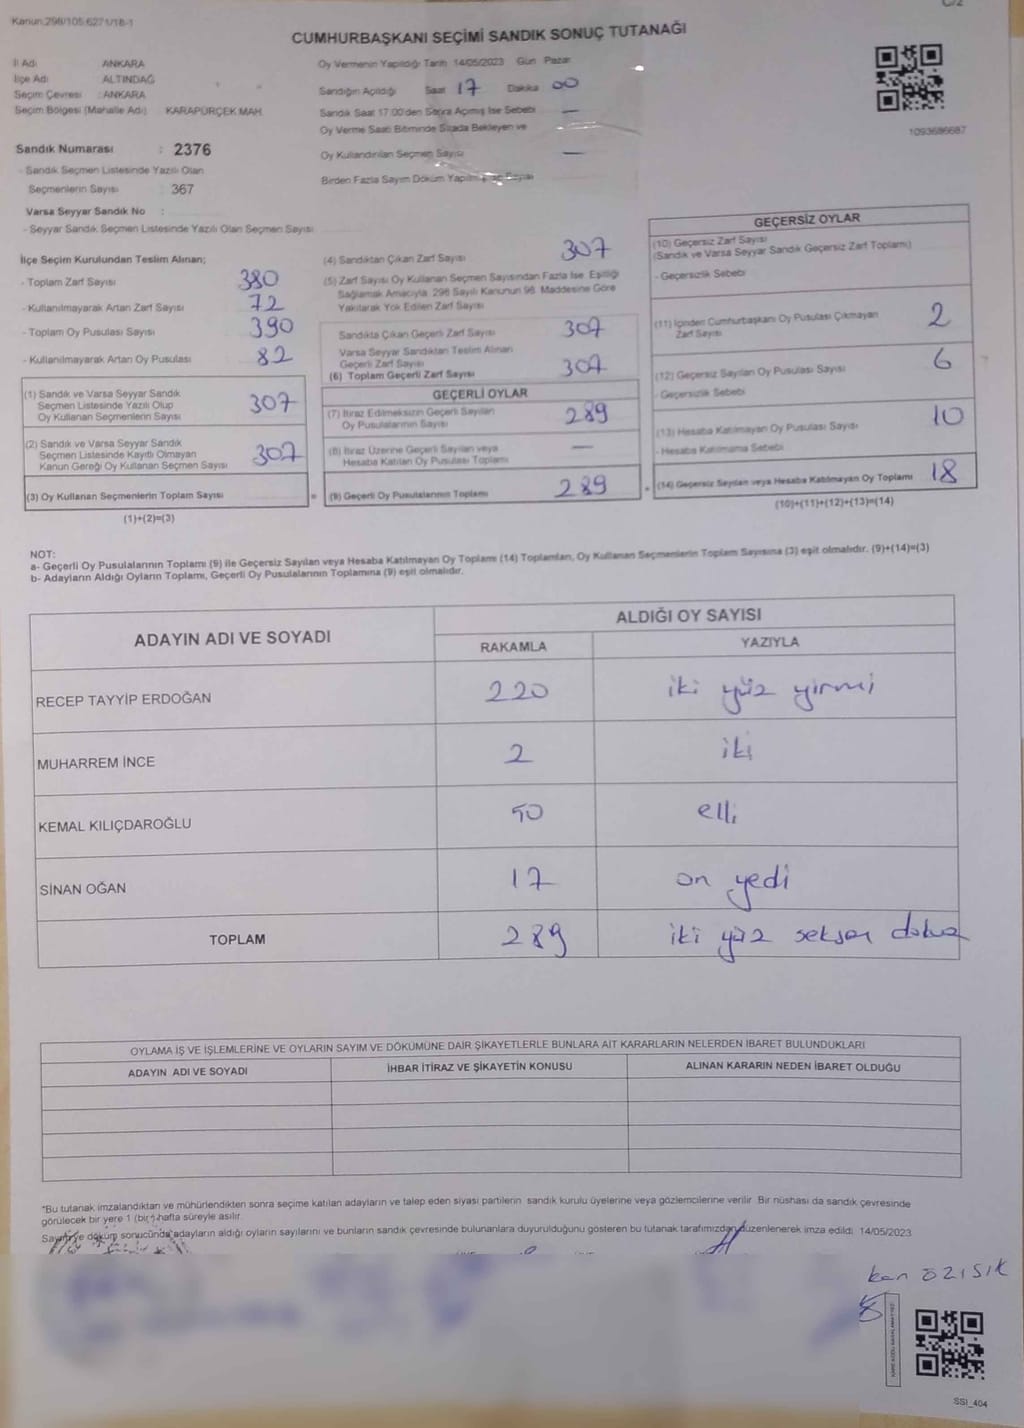 Kanun:298/105,6271/18-1
C/2
CUMHURBAŞKANI SEÇİMİ SANDIK SONUÇ TUTANAĞI
İl Adı ANKARA
İlçe Adı ALTINDAĞ
Seçim Çevresi : ANKARA
Seçim Bölgesi (Mahalle Adı) KARAPÜRÇEK MAH
Sandık Numarası : 2376
- Sandık Seçmen Listesinde Yazılı Olan
Seçmenlerin Sayısı 367
Varsa Seyyar Sandık No :
- Seyyar Sandık Seçmen Listesinde Yazılı Olan Seçmen Sayısı
Oy Vermenin Yapıldığı Tarih 14/05/2023 Gün Pazar
Sandığın Açıldığı Saat 17 Dakika 00
Sandık Saat 17:00'den Sonra Açılmış İse Sebebi —
Oy Verme Saati Bitiminde Sırada Bekleyen ve
Oy Kullandırılan Seçmen Sayısı —
Birden Fazla Sayım Döküm Yapılmış
1093686687
İlçe Seçim Kurulundan Teslim Alınan;
- Toplam Zarf Sayısı 380
- Kullanılmayarak Artan Zarf Sayısı 72
- Toplam Oy Pusulası Sayısı 390
- Kullanılmayarak Artan Oy Pusulası 82
(1) Sandık ve Varsa Seyyar Sandık
Seçmen Listesinde Yazılı Olup
Oy Kullanan Seçmenlerin Sayısı 307
(2) Sandık ve Varsa Seyyar Sandık
Seçmen Listesinde Kayıtlı Olmayan
Kanun Gereği Oy Kullanan Seçmen Sayısı 307
(3) Oy Kullanan Seçmenlerin Toplam Sayısı
(1)+(2)=(3)
(4) Sandıktan Çıkan Zarf Sayısı 307
(5) Zarf Sayısı Oy Kullanan Seçmen Sayısından Fazla İse, Eşitliği
Sağlamak Amacıyla, 298 Sayılı Kanunun 98. Maddesine Göre
Yakılarak Yok Edilen Zarf Sayısı
Sandıkta Çıkan Geçerli Zarf Sayısı 307
Varsa Seyyar Sandıktan Teslim Alınan
Geçerli Zarf Sayısı
(6) Toplam Geçerli Zarf Sayısı 307
GEÇERLİ OYLAR
(7) İtiraz Edilmeksizin Geçerli Sayılan
Oy Pusulalarının Sayısı 289
(8) İtiraz Üzerine Geçerli Sayılan veya
Hesaba Katılan Oy Pusulası Toplamı —
= (9) Geçerli Oy Pusulalarının Toplamı 289
GEÇERSİZ OYLAR
(10) Geçersiz Zarf Sayısı
(Sandık ve Varsa Seyyar Sandık Geçersiz Zarf Toplamı)
- Geçersizlik Sebebi
(11) İçinden Cumhurbaşkanı Oy Pusulası Çıkmayan
Zarf Sayısı 2
(12) Geçersiz Sayılan Oy Pusulası Sayısı 6
- Geçersizlik Sebebi
(13) Hesaba Katılmayan Oy Pusulası Sayısı 10
- Hesaba Katılmama Sebebi
+ (14) Geçersiz Sayılan veya Hesaba Katılmayan Oy Toplamı 18
(10)+(11)+(12)+(13)=(14)
NOT:
a- Geçerli Oy Pusulalarının Toplamı (9) ile Geçersiz Sayılan veya Hesaba Katılmayan Oy Toplamı (14) Toplamları, Oy Kullanan Seçmenlerin Toplam Sayısına (3) eşit olmalıdır. (9)+(14)=(3)
b- Adayların Aldığı Oyların Toplamı, Geçerli Oy Pusulalarının Toplamına (9) eşit olmalıdır.
ADAYIN ADI VE SOYADI
ALDIĞI OY SAYISI
RAKAMLA YAZIYLA
RECEP TAYYİP ERDOĞAN 220 iki yüz yirmi
MUHARREM İNCE 2 iki
KEMAL KILIÇDAROĞLU 50 elli
SİNAN OĞAN 17 on yedi
TOPLAM 289 iki yüz seksen dokuz
OYLAMA İŞ VE İŞLEMLERİNE VE OYLARIN SAYIM VE DÖKÜMÜNE DAİR ŞİKAYETLERLE BUNLARA AİT KARARLARIN NELERDEN İBARET BULUNDUKLARI
ADAYIN ADI VE SOYADI İHBAR İTİRAZ VE ŞİKAYETİN KONUSU ALINAN KARARIN NEDEN İBARET OLDUĞU
*Bu tutanak imzalandıktan ve mühürlendikten sonra seçime katılan adayların ve talep eden siyasi partilerin sandık kurulu üyelerine veya gözlemcilerine verilir. Bir nüshası da sandık çevresinde
görülecek bir yere 1 (bir) hafta süreyle asılır.
Sayım ve döküm sonucunda adayların aldığı oyların sayılarını ve bunların sandık çevresinde bulunanlara duyurulduğunu gösteren bu tutanak tarafımızdan düzenlenerek imza edildi. 14/05/2023
ÖZIŞIK
SSI_404